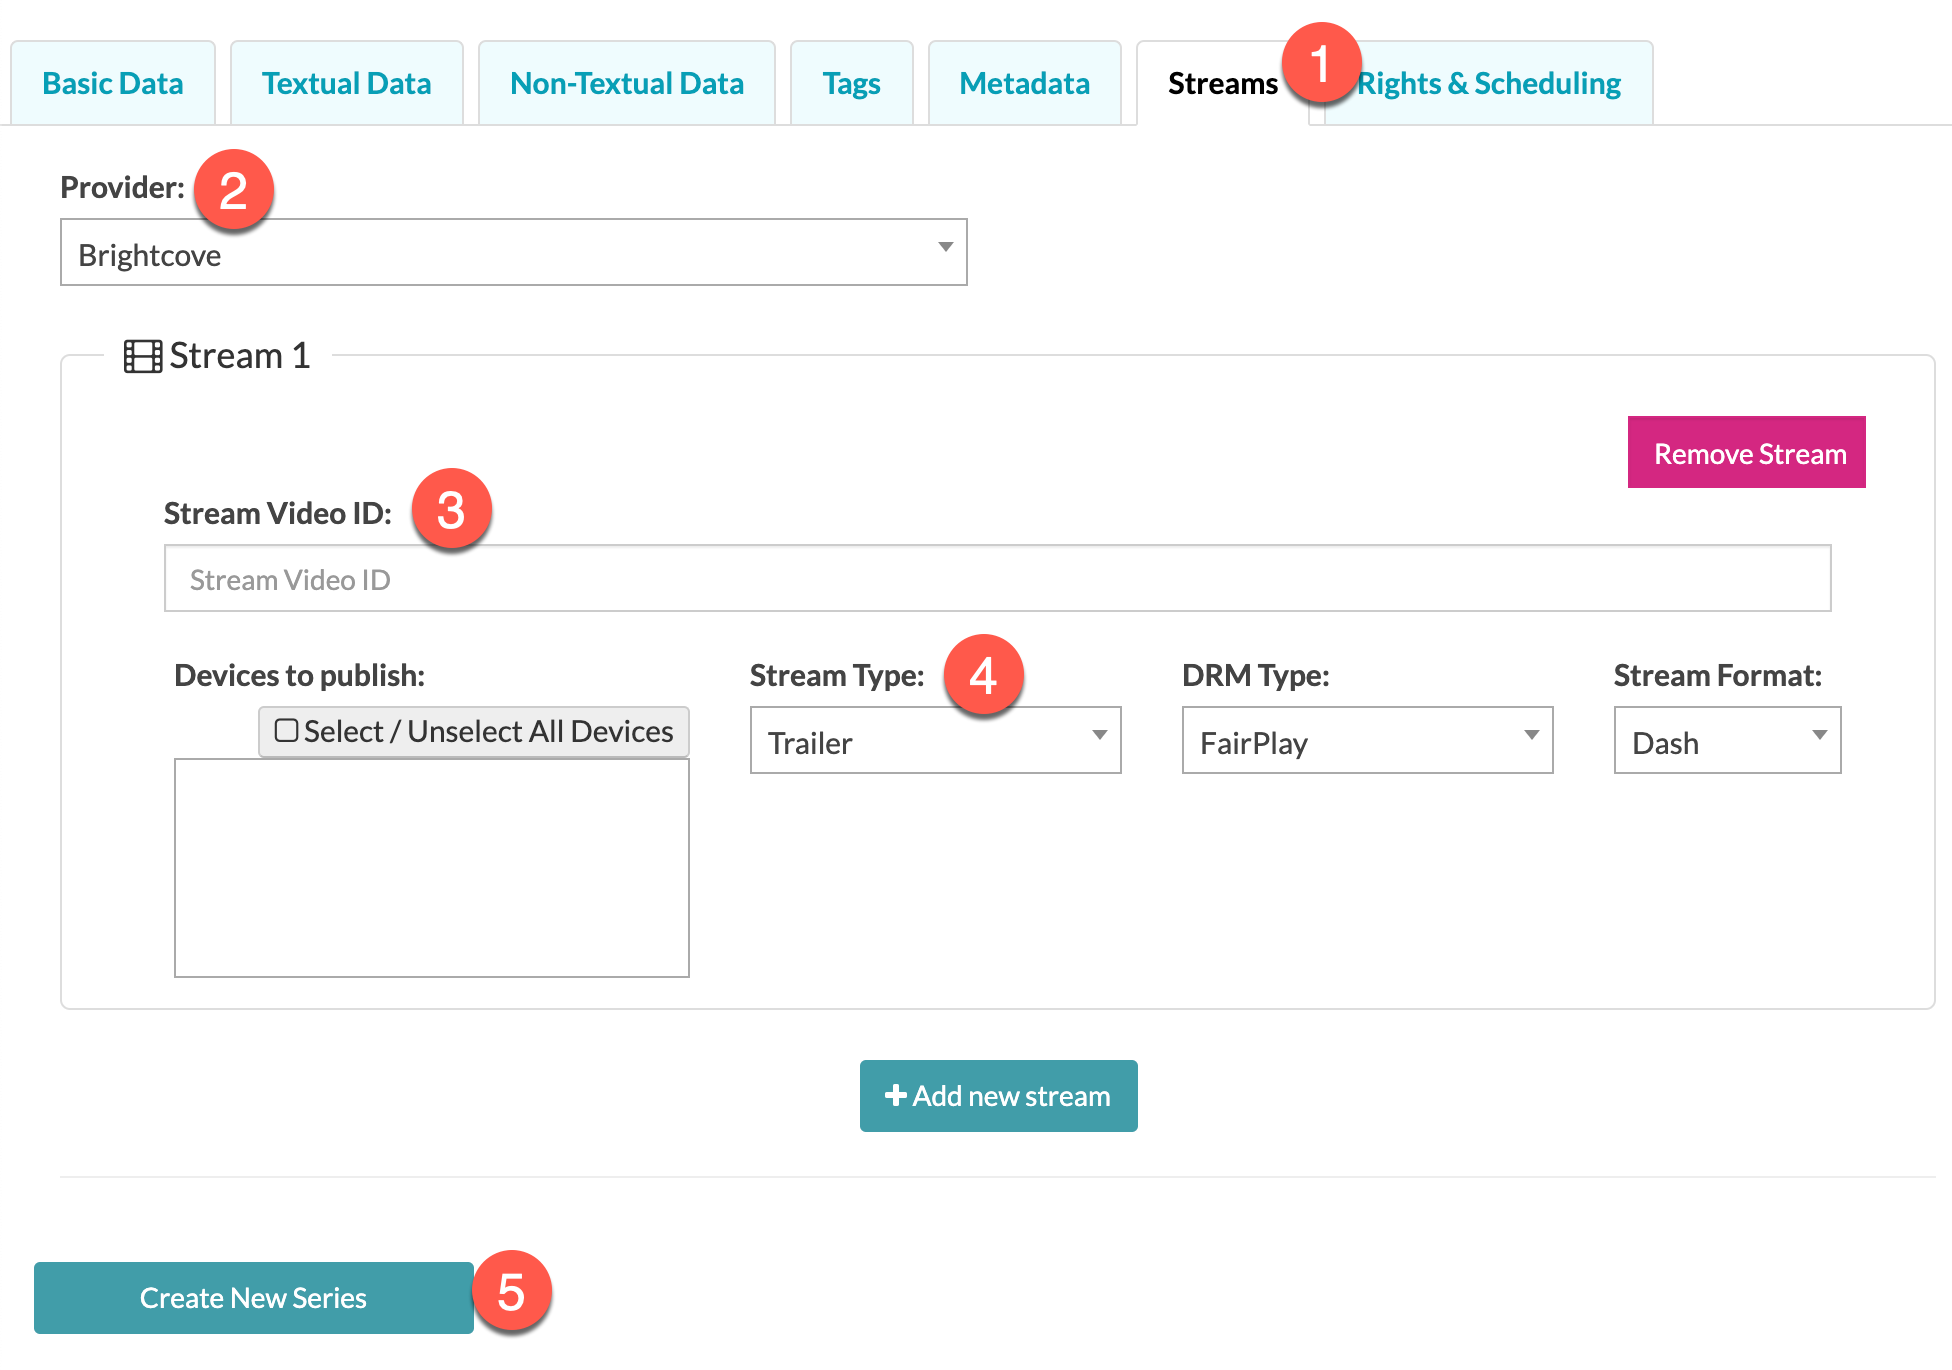 Basic Data Textual Data Non-Textual Data Tags Metadata Streams 1 Rights & Scheduling
Provider: 2
Brightcove
Stream 1
Remove Stream
Stream Video ID: 3
Stream Video ID
Devices to publish: Stream Type: 4 DRM Type: Stream Format:
Select / Unselect All Devices Trailer FairPlay Dash
+ Add new stream
Create New Series 5